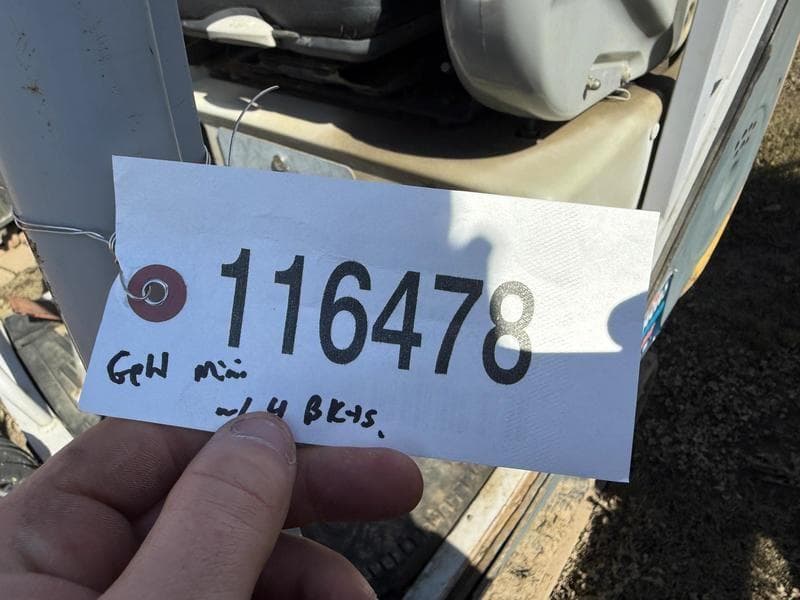 116478
Gehl Mini
w/ 4 BKts.